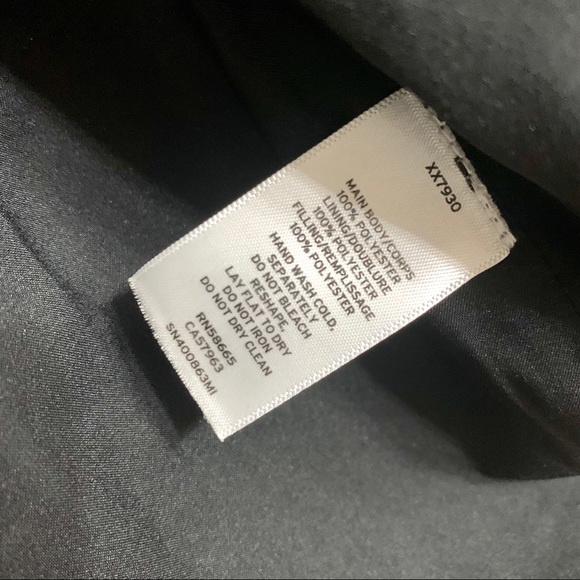 XX7930
MAIN BODY/CORPS
100% POLYESTER
LINING/DOUBLURE
100% POLYESTER
FILLING/REMPLISSAGE
100% POLYESTER
HAND WASH COLD,
SEPARATELY
DO NOT BLEACH
RESHAPE,
LAY FLAT TO DRY
DO NOT IRON
DO NOT DRY CLEAN
RN58665
CA57963
SN400863MI